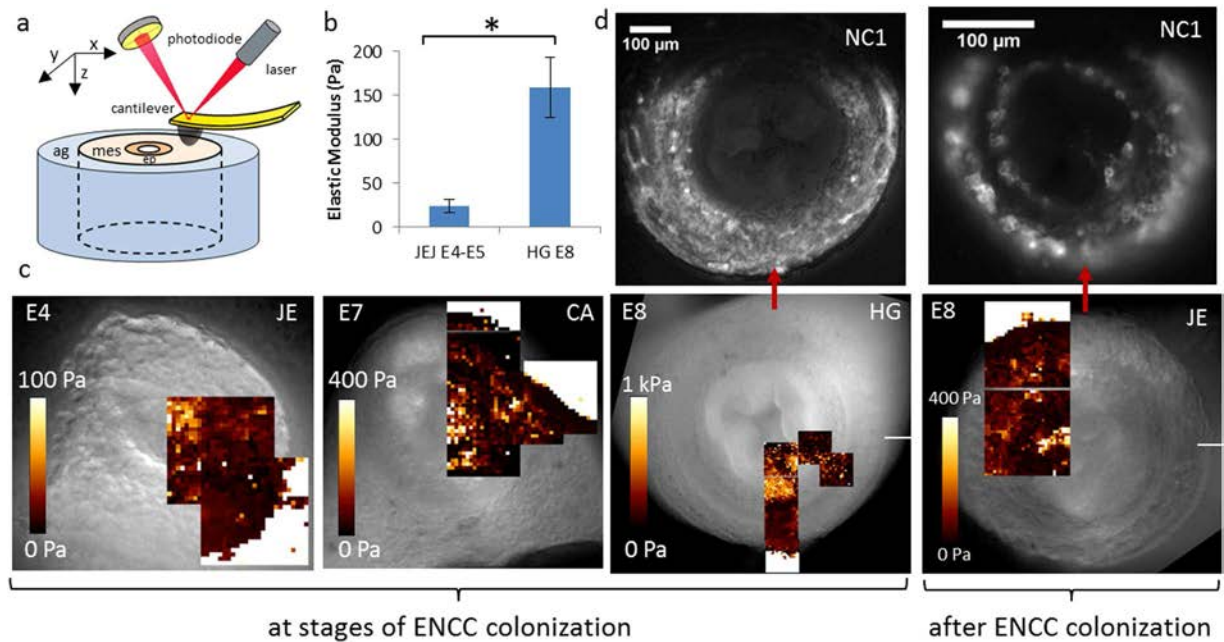 a
y
x
z
photodiode
laser
cantilever
ag
mes
ep
b
*
Elastic Modulus (Pa)
200
150
100
50
0
JEJ E4-E5
HG E8
d
100 µm
NC1
100 µm
NC1
c
E4
JE
100 Pa
0 Pa
E7
CA
400 Pa
0 Pa
E8
HG
1 kPa
0 Pa
E8
JE
400 Pa
0 Pa
at stages of ENCC colonization
after ENCC colonization